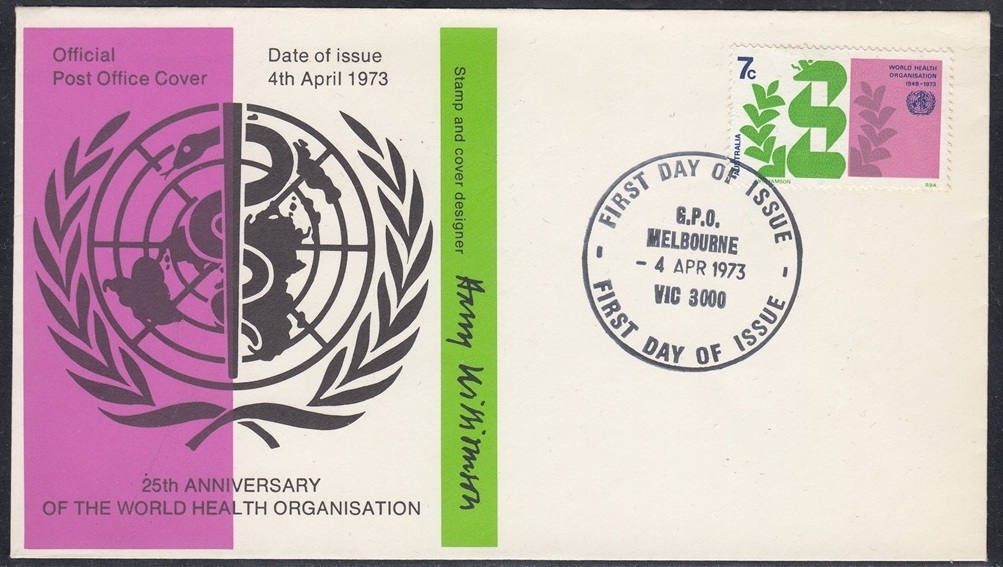 Official
Post Office Cover
Date of issue
4th April 1973
25th ANNIVERSARY
OF THE WORLD HEALTH ORGANISATION
Stamp and cover designer
Harry Williamson
7c
AUSTRALIA
WORLD HEALTH
ORGANISATION
1948-1973
FIRST DAY OF ISSUE
G.P.O.
MELBOURNE
- 4 APR 1973
VIC 3000
FIRST DAY OF ISSUE